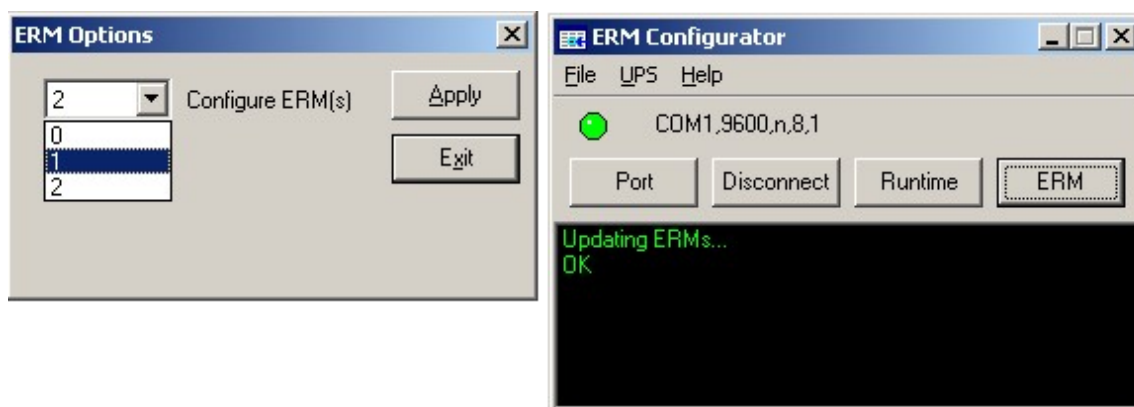 ERM Options
2 Configure ERM(s) Apply
0
1
2
Exit
ERM Configurator
File UPS Help
COM1,9600,n,8,1
Port Disconnect Runtime ERM
Updating ERMs...
OK